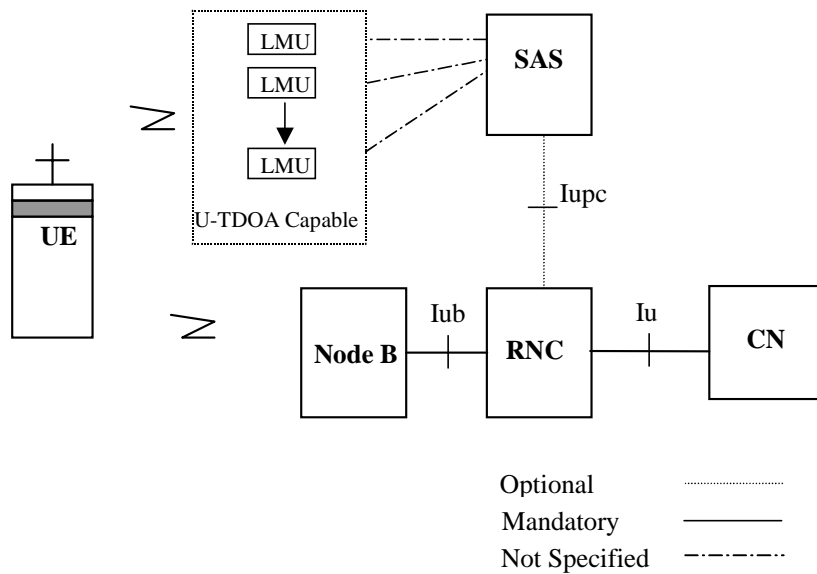 LMU
SAS
LMU
LMU
Iupc
U-TDOA Capable
UE
Iub
Iu
Node B
RNC
CN
Optional
Mandatory
Not Specified